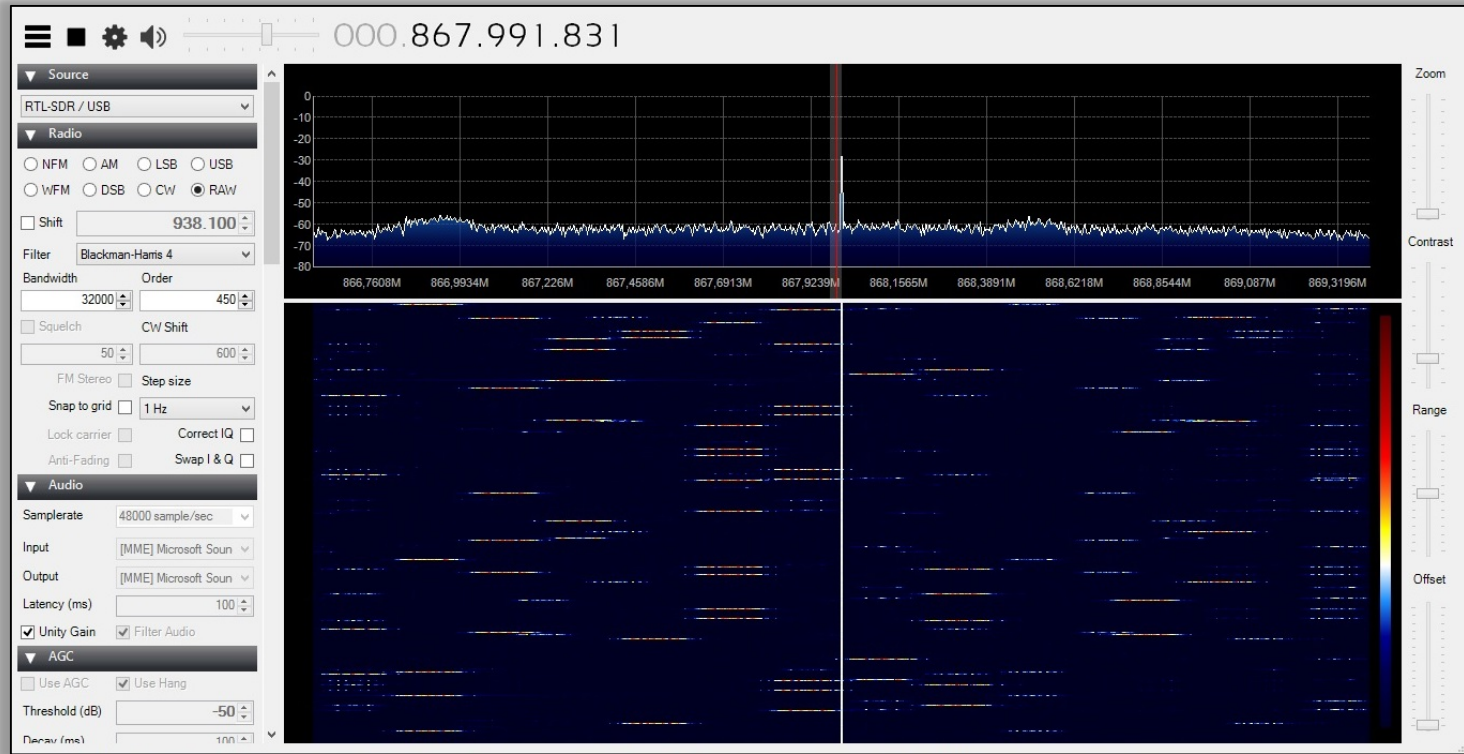 000.867.991.831
Source
RTL-SDR / USB
Radio
NFM AM LSB USB
WFM DSB CW RAW
Shift 938.100
Filter Blackman-Harris 4
Bandwidth Order
32000 450
Squelch CW Shift
50 600
FM Stereo Step size
Snap to grid 1 Hz
Lock carrier Correct IQ
Anti-Fading Swap I & Q
Audio
Samplerate 48000 sample/sec
Input [MME] Microsoft Soun
Output [MME] Microsoft Soun
Latency (ms) 100
Unity Gain Filter Audio
AGC
Use AGC Use Hang
Threshold (dB) -50
Decay (ms) 100
0
-10
-20
-30
-40
-50
-60
-70
-80
866,7608M 866,9934M 867,226M 867,4586M 867,6913M 867,9239M 868,1565M 868,3891M 868,6218M 868,8544M 869,087M 869,3196M
Zoom
Contrast
Range
Offset